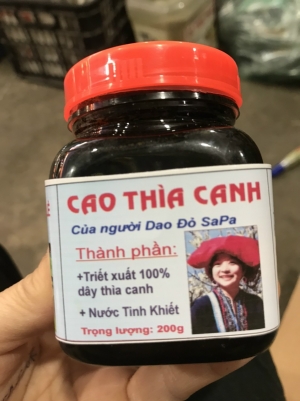 CAO THÌA CANH
Của người Dao Đỏ SaPa
Thành phần:
+Triết xuất 100%
dây thìa canh
+ Nước Tinh Khiết
Trọng lượng: 200g